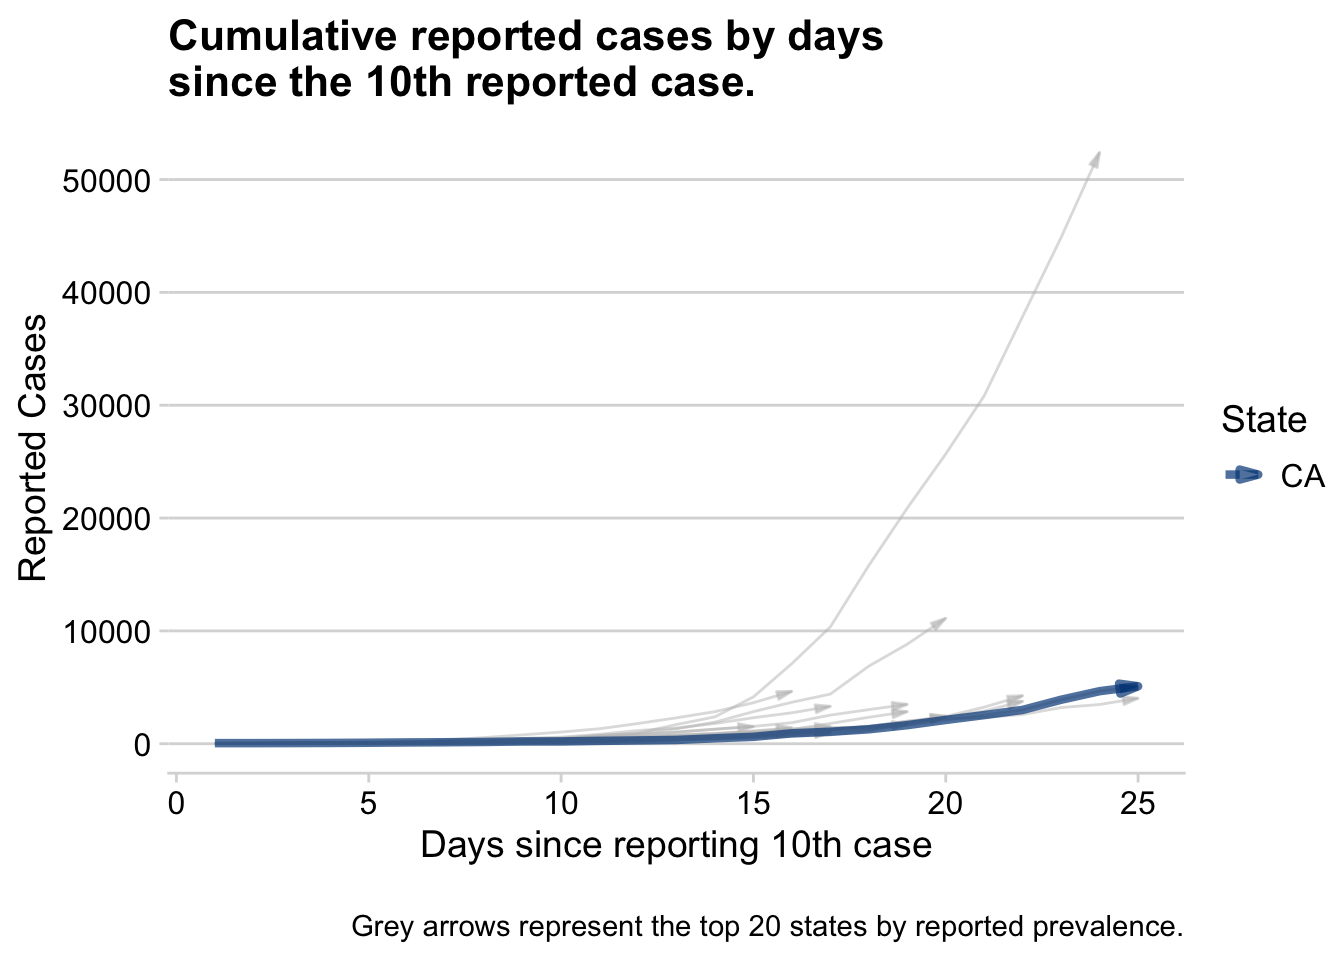 Cumulative reported cases by days
since the 10th reported case.
50000
40000
30000
20000
10000
0
Reported Cases
State
CA
0 5 10 15 20 25
Days since reporting 10th case
Grey arrows represent the top 20 states by reported prevalence.